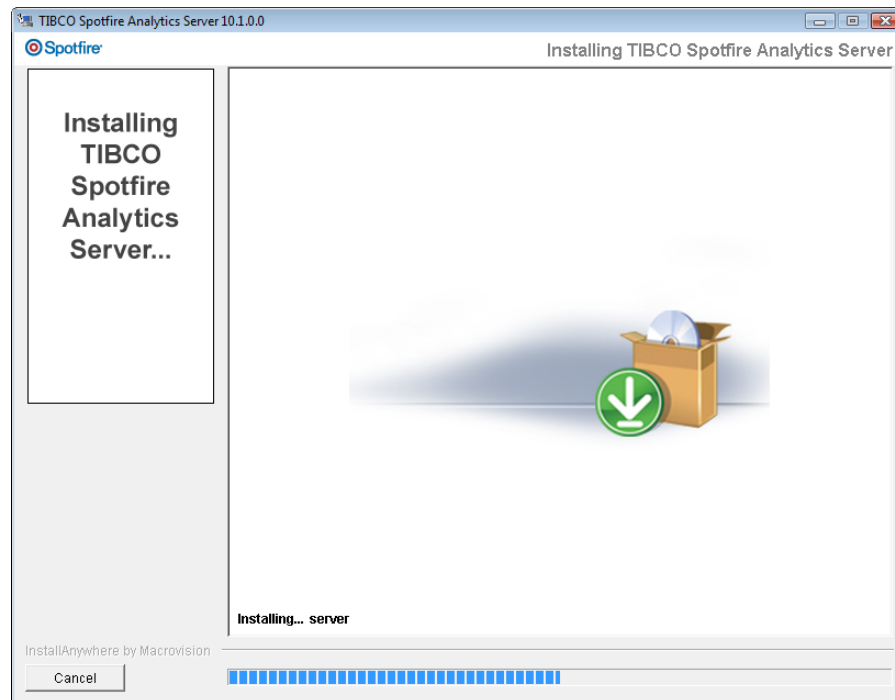 TIBCO Spotfire Analytics Server 10.1.0.0
Spotfire
Installing TIBCO Spotfire Analytics Server
Installing
TIBCO
Spotfire
Analytics
Server...
Installing... server
InstallAnywhere by Macrovision
Cancel